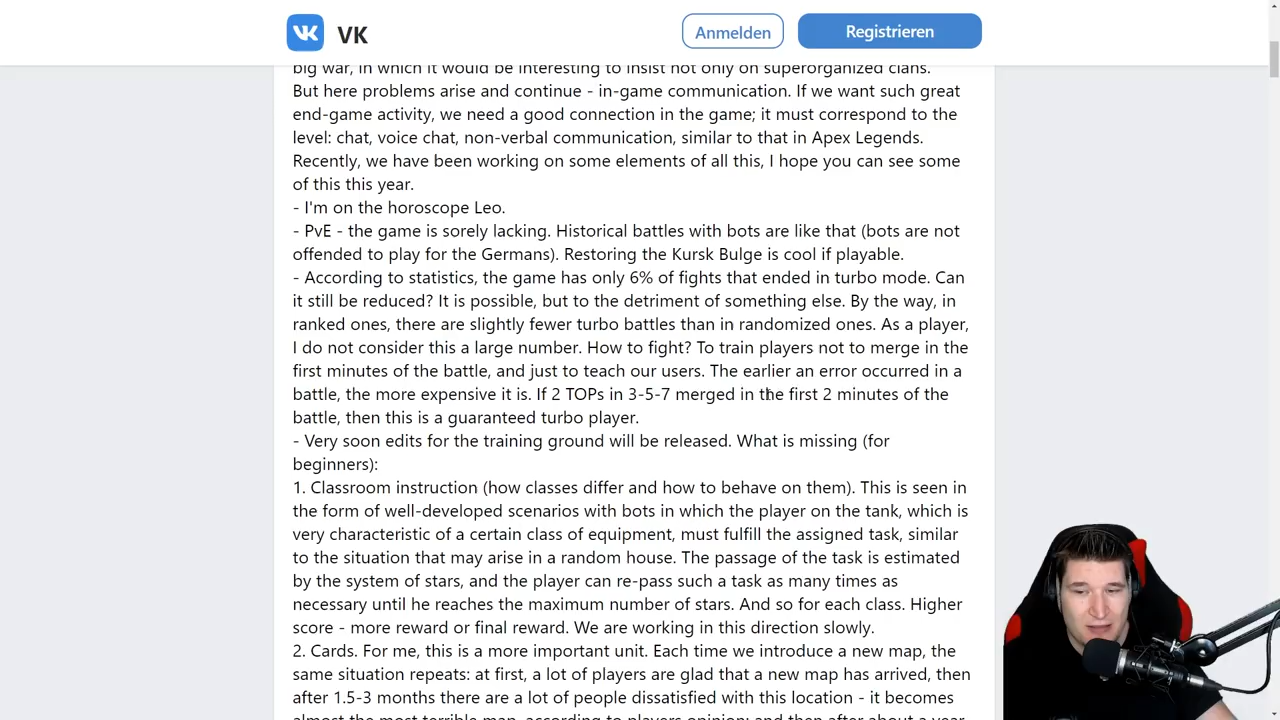 VK
Anmelden
Registrieren
big war, in which it would be interesting to insist not only on superorganized clans.
But here problems arise and continue - in-game communication. If we want such great
end-game activity, we need a good connection in the game; it must correspond to the
level: chat, voice chat, non-verbal communication, similar to that in Apex Legends.
Recently, we have been working on some elements of all this, I hope you can see some
of this this year.
- I'm on the horoscope Leo.
- PvE - the game is sorely lacking. Historical battles with bots are like that (bots are not
offended to play for the Germans). Restoring the Kursk Bulge is cool if playable.
- According to statistics, the game has only 6% of fights that ended in turbo mode. Can
it still be reduced? It is possible, but to the detriment of something else. By the way, in
ranked ones, there are slightly fewer turbo battles than in randomized ones. As a player,
I do not consider this a large number. How to fight? To train players not to merge in the
first minutes of the battle, and just to teach our users. The earlier an error occurred in a
battle, the more expensive it is. If 2 TOPs in 3-5-7 merged in the first 2 minutes of the
battle, then this is a guaranteed turbo player.
- Very soon edits for the training ground will be released. What is missing (for
beginners):
1. Classroom instruction (how classes differ and how to behave on them). This is seen in
the form of well-developed scenarios with bots in which the player on the tank, which is
very characteristic of a certain class of equipment, must fulfill the assigned task, similar
to the situation that may arise in a random house. The passage of the task is estimated
by the system of stars, and the player can re-pass such a task as many times as
necessary until he reaches the maximum number of stars. And so for each class. Higher
score - more reward or final reward. We are working in this direction slowly.
2. Cards. For me, this is a more important unit. Each time we introduce a new map, the
same situation repeats: at first, a lot of players are glad that a new map has arrived, then
after 1.5-3 months there are a lot of people dissatisfied with this location - it becomes
almost the most terrible map, according to players opinion; and then after about a year